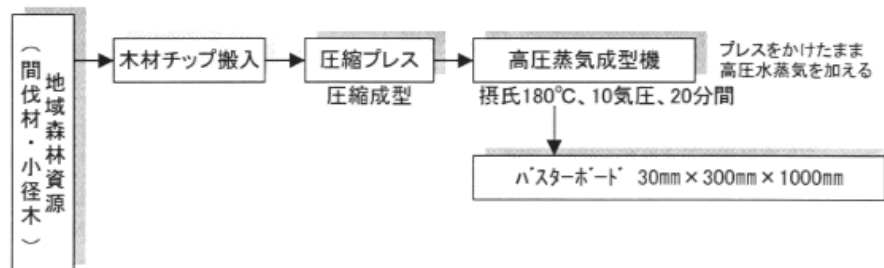 地域森林資源
（間伐材・小径木）
木材チップ搬入
圧縮プレス
圧縮成型
高圧蒸気成型機
プレスをかけたまま
高圧水蒸気を加える
摂氏180℃、10気圧、20分間
ﾊﾞｽﾀｰﾎﾞｰﾄﾞ 30mm×300mm×1000mm